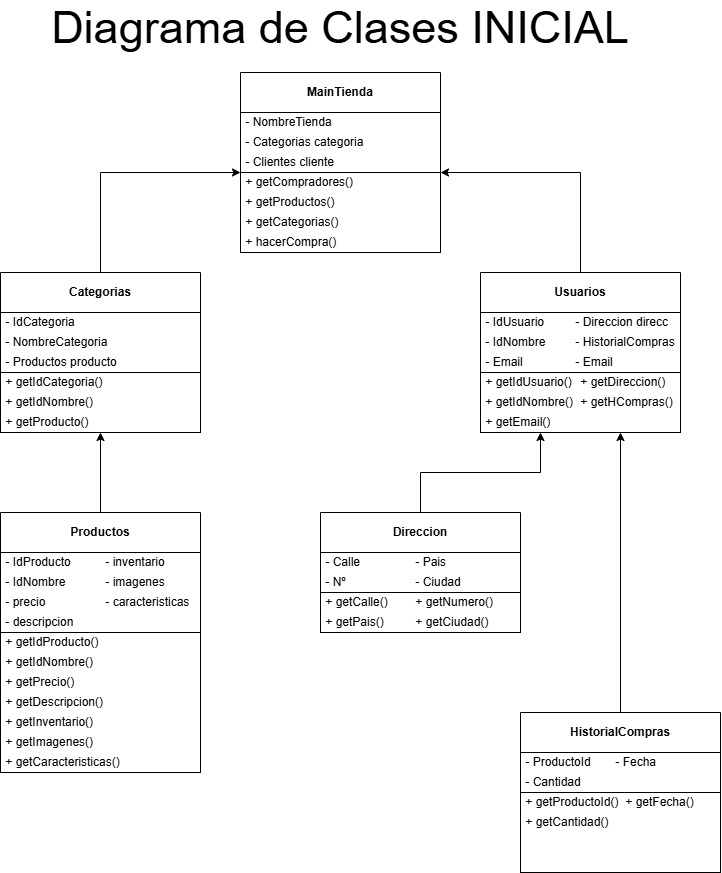 Diagrama de Clases INICIAL
MainTienda
- NombreTienda
- Categorias categoria
- Clientes cliente
+ getCompradores()
+ getProductos()
+ getCategorias()
+ hacerCompra()
Categorias
- IdCategoria
- NombreCategoria
- Productos producto
+ getIdCategoria()
+ getIdNombre()
+ getProducto()
Usuarios
- IdUsuario - Direccion direcc
- IdNombre - HistorialCompras
- Email - Email
+ getIdUsuario() + getDireccion()
+ getIdNombre() + getHCompras()
+ getEmail()
Productos
- IdProducto - inventario
- IdNombre - imagenes
- precio - caracteristicas
- descripcion
+ getIdProducto()
+ getIdNombre()
+ getPrecio()
+ getDescripcion()
+ getInventario()
+ getImagenes()
+ getCaracteristicas()
Direccion
- Calle - Pais
- Nº - Ciudad
+ getCalle() + getNumero()
+ getPais() + getCiudad()
HistorialCompras
- ProductoId - Fecha
- Cantidad
+ getProductoId() + getFecha()
+ getCantidad()